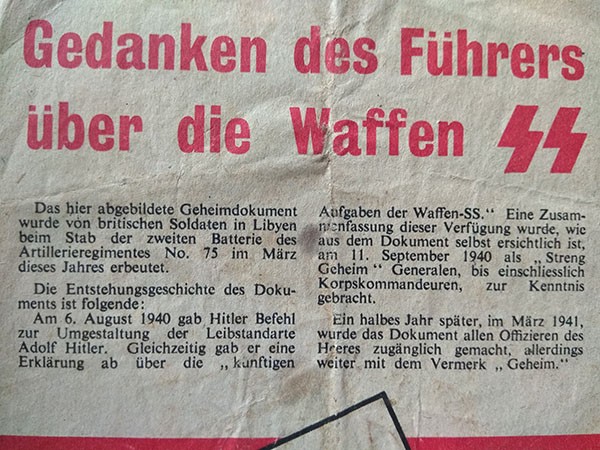 Gedanken des Führers
über die Waffen SS
Das hier abgebildete Geheimdokument
wurde von britischen Soldaten in Libyen
beim Stab der zweiten Batterie des
Artillerieregimentes No. 75 im März
dieses Jahres erbeutet.
Die Entstehungsgeschichte des Doku-
ments ist folgende:
Am 6. August 1940 gab Hitler Befehl
zur Umgestaltung der Leibstandarte
Adolf Hitler. Gleichzeitig gab er eine
Erklärung ab über die „künftigen
Aufgaben der Waffen-SS.“ Eine Zusam-
menfassung dieser Verfügung wurde, wie
aus dem Dokument selbst ersichtlich ist,
am 11. September 1940 als „Streng
Geheim“ Generalen, bis einschliesslich
Korpskommandeuren, zur Kenntnis
gebracht.
Ein halbes Jahr später, im März 1941,
wurde das Dokument allen Offizieren des
Heeres zugänglich gemacht, allerdings
weiter mit dem Vermerk „Geheim.“